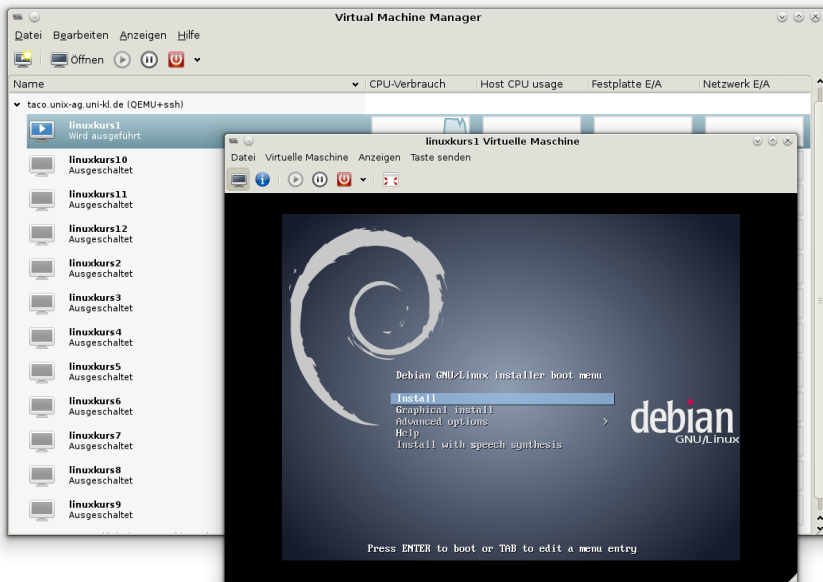 Virtual Machine Manager
Datei Bearbeiten Anzeigen Hilfe
Öffnen
Name CPU-Verbrauch Host CPU usage Festplatte E/A Netzwerk E/A
taco.unix-ag.uni-kl.de (QEMU+ssh)
linuxkurs1
Wird ausgeführt
linuxkurs10
Ausgeschaltet
linuxkurs11
Ausgeschaltet
linuxkurs12
Ausgeschaltet
linuxkurs2
Ausgeschaltet
linuxkurs3
Ausgeschaltet
linuxkurs4
Ausgeschaltet
linuxkurs5
Ausgeschaltet
linuxkurs6
Ausgeschaltet
linuxkurs7
Ausgeschaltet
linuxkurs8
Ausgeschaltet
linuxkurs9
Ausgeschaltet
linuxkurs1 Virtuelle Maschine
Datei Virtuelle Maschine Anzeigen Taste senden
Debian GNU/Linux installer boot menu
Install
Graphical install
Advanced options >
Help
Install with speech synthesis
debian
GNU/Linux
Press ENTER to boot or TAB to edit a menu entry